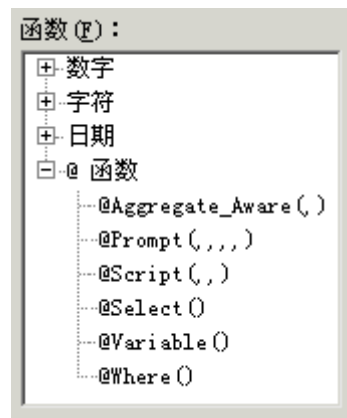 函数(F)：
数字
字符
日期
@ 函数
@Aggregate_Aware(,)
@Prompt(,,,)
@Script(,,)
@Select()
@Variable()
@Where()